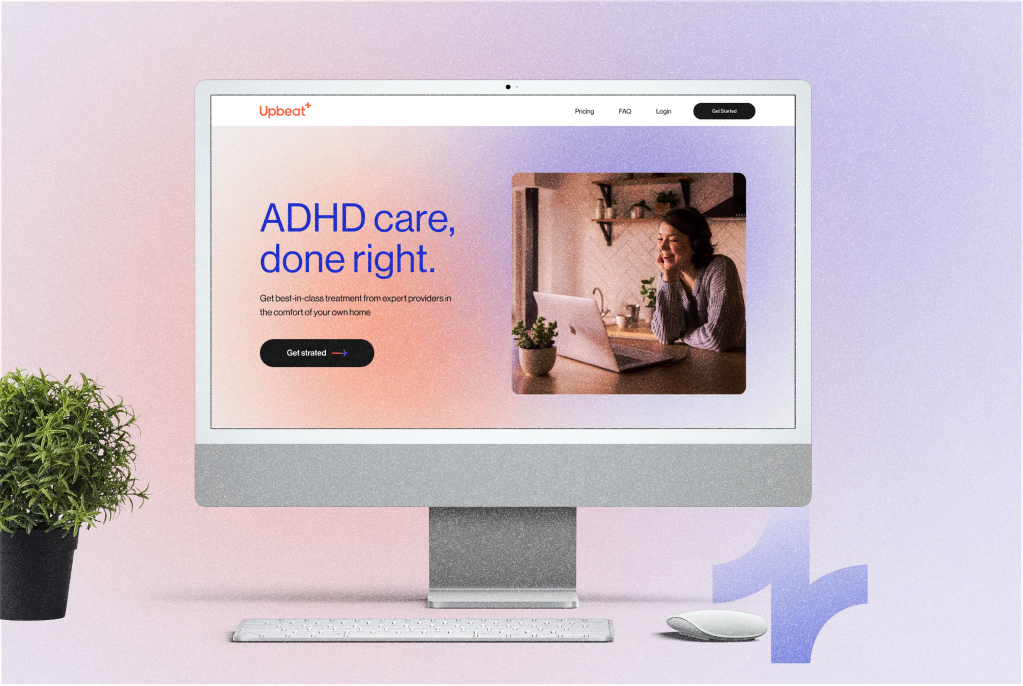 Upbeat
Pricing FAQ Login Get Started
ADHD care,
done right.
Get best-in-class treatment from expert providers in
the comfort of your own home
Get strated